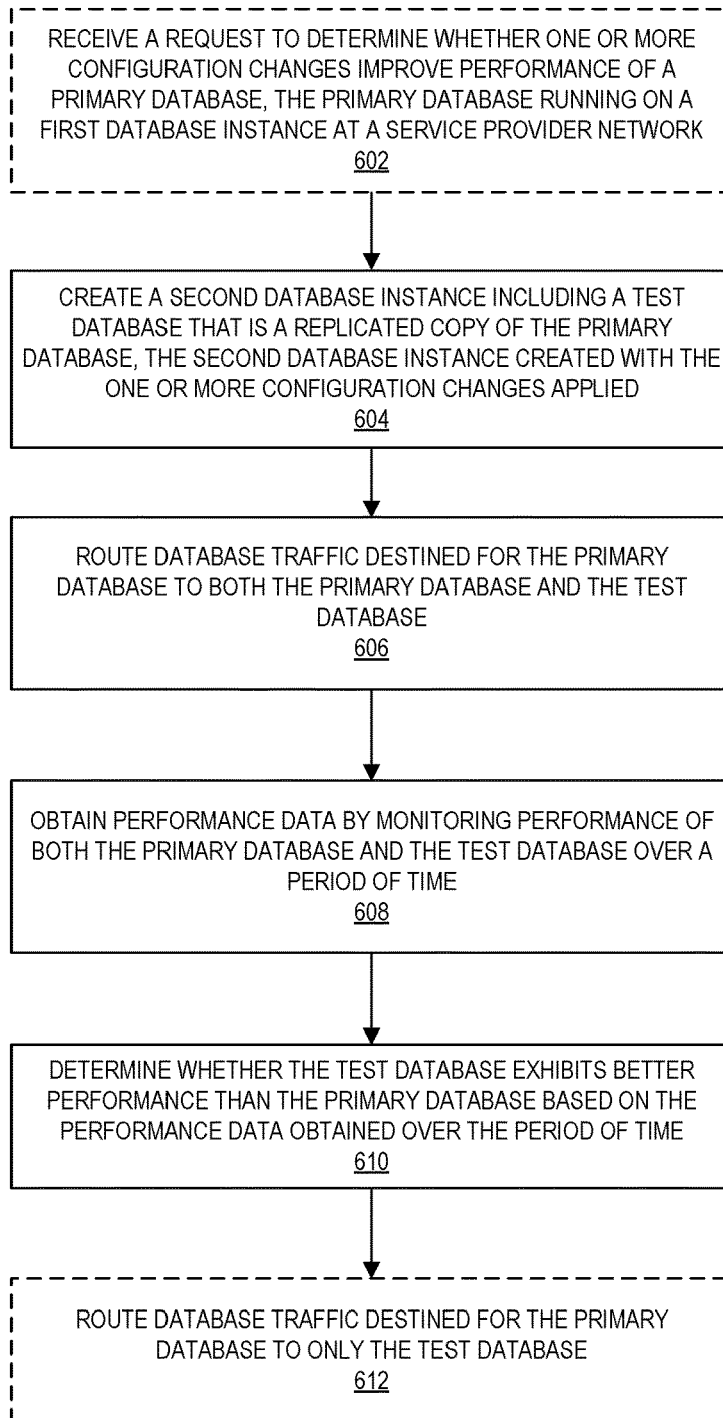 RECEIVE A REQUEST TO DETERMINE WHETHER ONE OR MORE
CONFIGURATION CHANGES IMPROVE PERFORMANCE OF A
PRIMARY DATABASE, THE PRIMARY DATABASE RUNNING ON A
FIRST DATABASE INSTANCE AT A SERVICE PROVIDER NETWORK
602
CREATE A SECOND DATABASE INSTANCE INCLUDING A TEST
DATABASE THAT IS A REPLICATED COPY OF THE PRIMARY
DATABASE, THE SECOND DATABASE INSTANCE CREATED WITH THE
ONE OR MORE CONFIGURATION CHANGES APPLIED
604
ROUTE DATABASE TRAFFIC DESTINED FOR THE PRIMARY
DATABASE TO BOTH THE PRIMARY DATABASE AND THE TEST
DATABASE
606
OBTAIN PERFORMANCE DATA BY MONITORING PERFORMANCE OF
BOTH THE PRIMARY DATABASE AND THE TEST DATABASE OVER A
PERIOD OF TIME
608
DETERMINE WHETHER THE TEST DATABASE EXHIBITS BETTER
PERFORMANCE THAN THE PRIMARY DATABASE BASED ON THE
PERFORMANCE DATA OBTAINED OVER THE PERIOD OF TIME
610
ROUTE DATABASE TRAFFIC DESTINED FOR THE PRIMARY
DATABASE TO ONLY THE TEST DATABASE
612